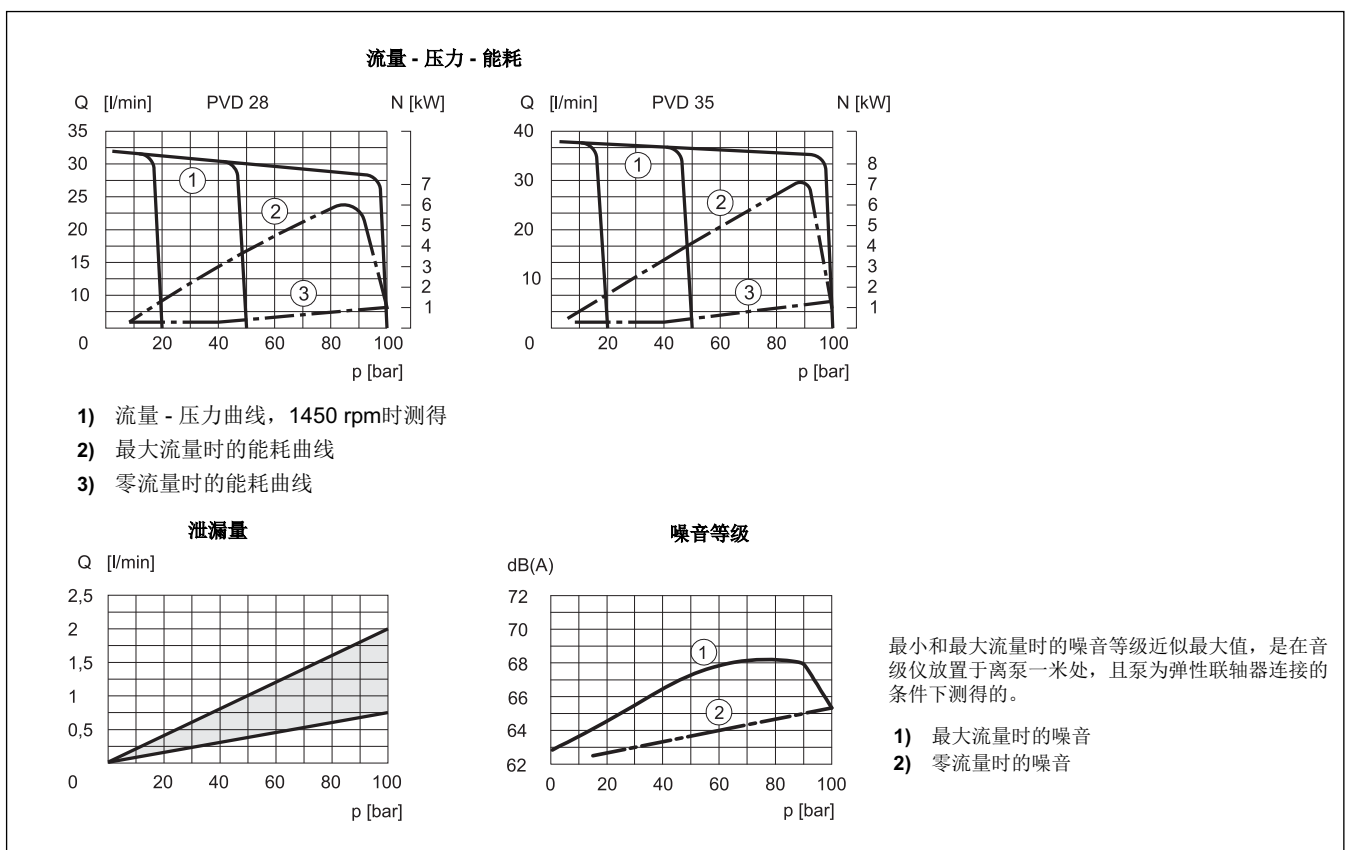 流量 - 压力 - 能耗
Q [l/min] PVD 28 N [kW]
35
30
25
20
15
10
0
7
6
5
4
3
2
1
20 40 60 80 100
p [bar]
1
2
3
Q [l/min] PVD 35 N [kW]
40
30
20
10
0
8
7
6
5
4
3
2
1
20 40 60 80 100
p [bar]
1
2
3
1) 流量 - 压力曲线，1450 rpm时测得
2) 最大流量时的能耗曲线
3) 零流量时的能耗曲线
泄漏量
Q [l/min]
2,5
2
1,5
1
0,5
0 20 40 60 80 100
p [bar]
噪音等级
dB(A)
72
70
68
66
64
62
0 20 40 60 80 100
p [bar]
1
2
最小和最大流量时的噪音等级近似最大值，是在音
级仪放置于离泵一米处，且泵为弹性联轴器连接的
条件下测得的。
1) 最大流量时的噪音
2) 零流量时的噪音